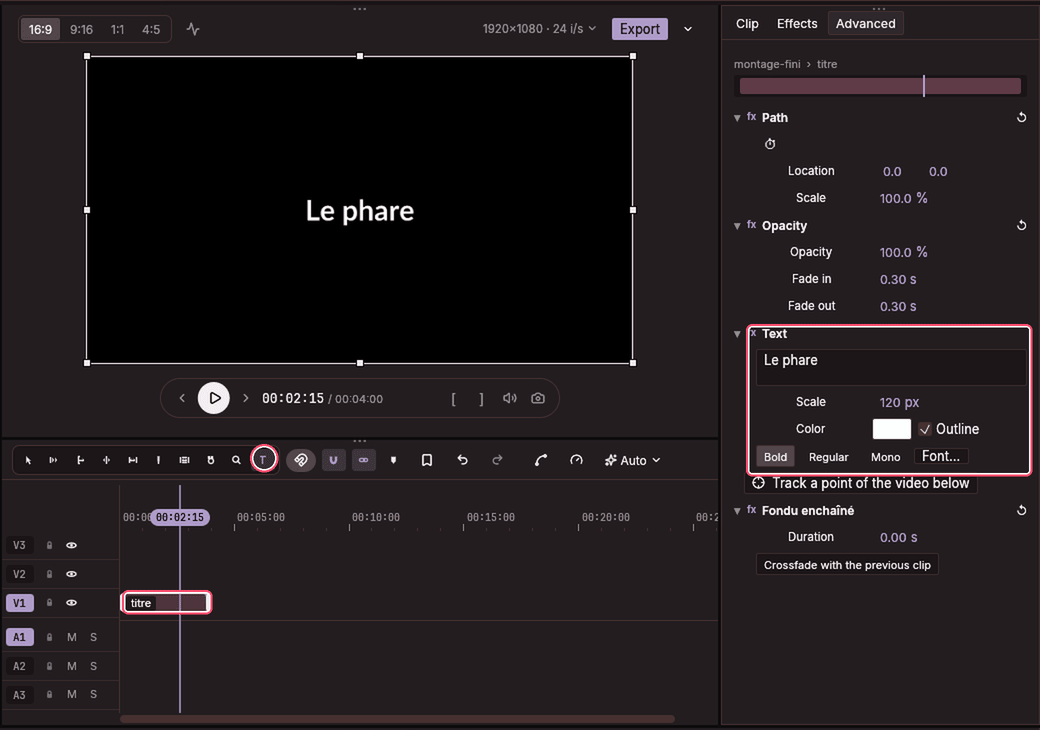 16:9 9:16 1:1 4:5
1920×1080 · 24 i/s
Export
Le phare
00:02:15 / 00:04:00
[ ]
T
U
Auto
00:02:15 00:05:00 00:10:00 00:15:00 00:20:00
V3
V2
V1 titre
A1 M S
A2 M S
A3 M S
Clip Effects Advanced
montage-fini › titre
fx Path
Location 0.0 0.0
Scale 100.0 %
fx Opacity
Opacity 100.0 %
Fade in 0.30 s
Fade out 0.30 s
Text
Le phare
Scale 120 px
Color Outline
Bold Regular Mono Font...
Track a point of the video below
fx Fondu enchaîné
Duration 0.00 s
Crossfade with the previous clip